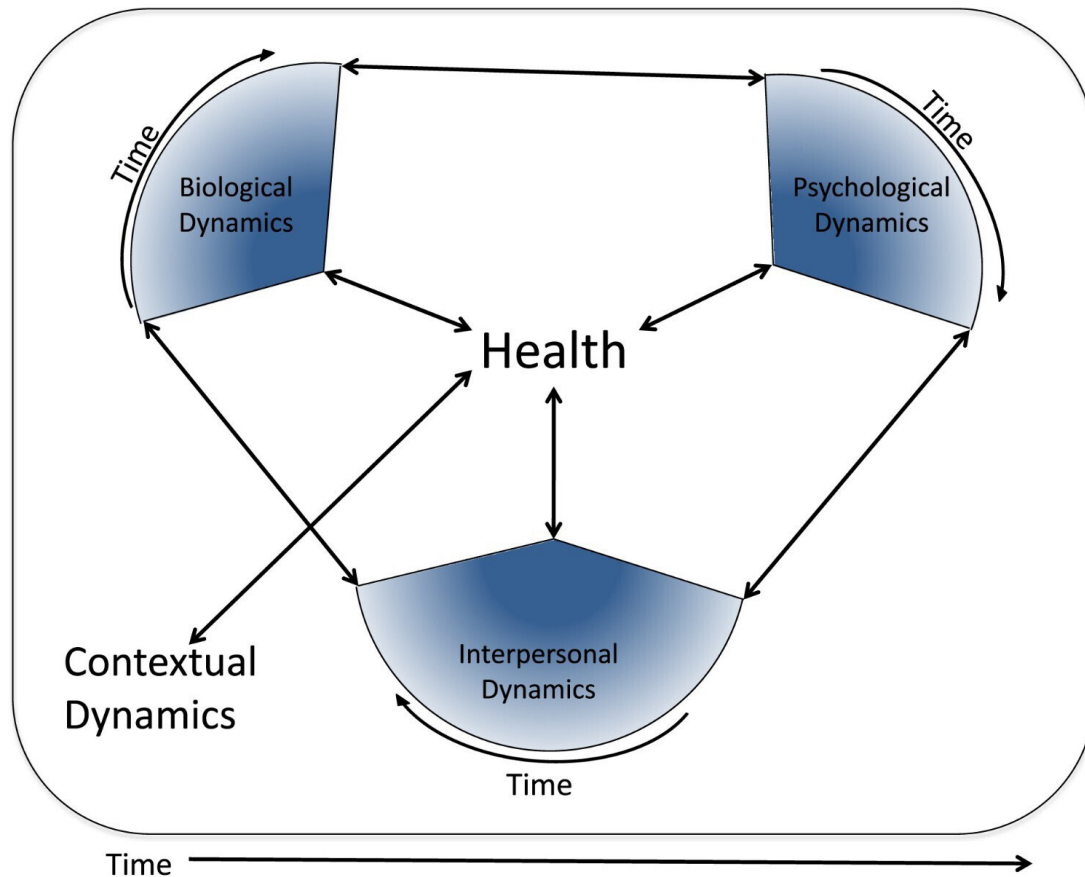 Time
Biological
Dynamics
Time
Psychological
Dynamics
Health
Contextual
Dynamics
Interpersonal
Dynamics
Time
Time